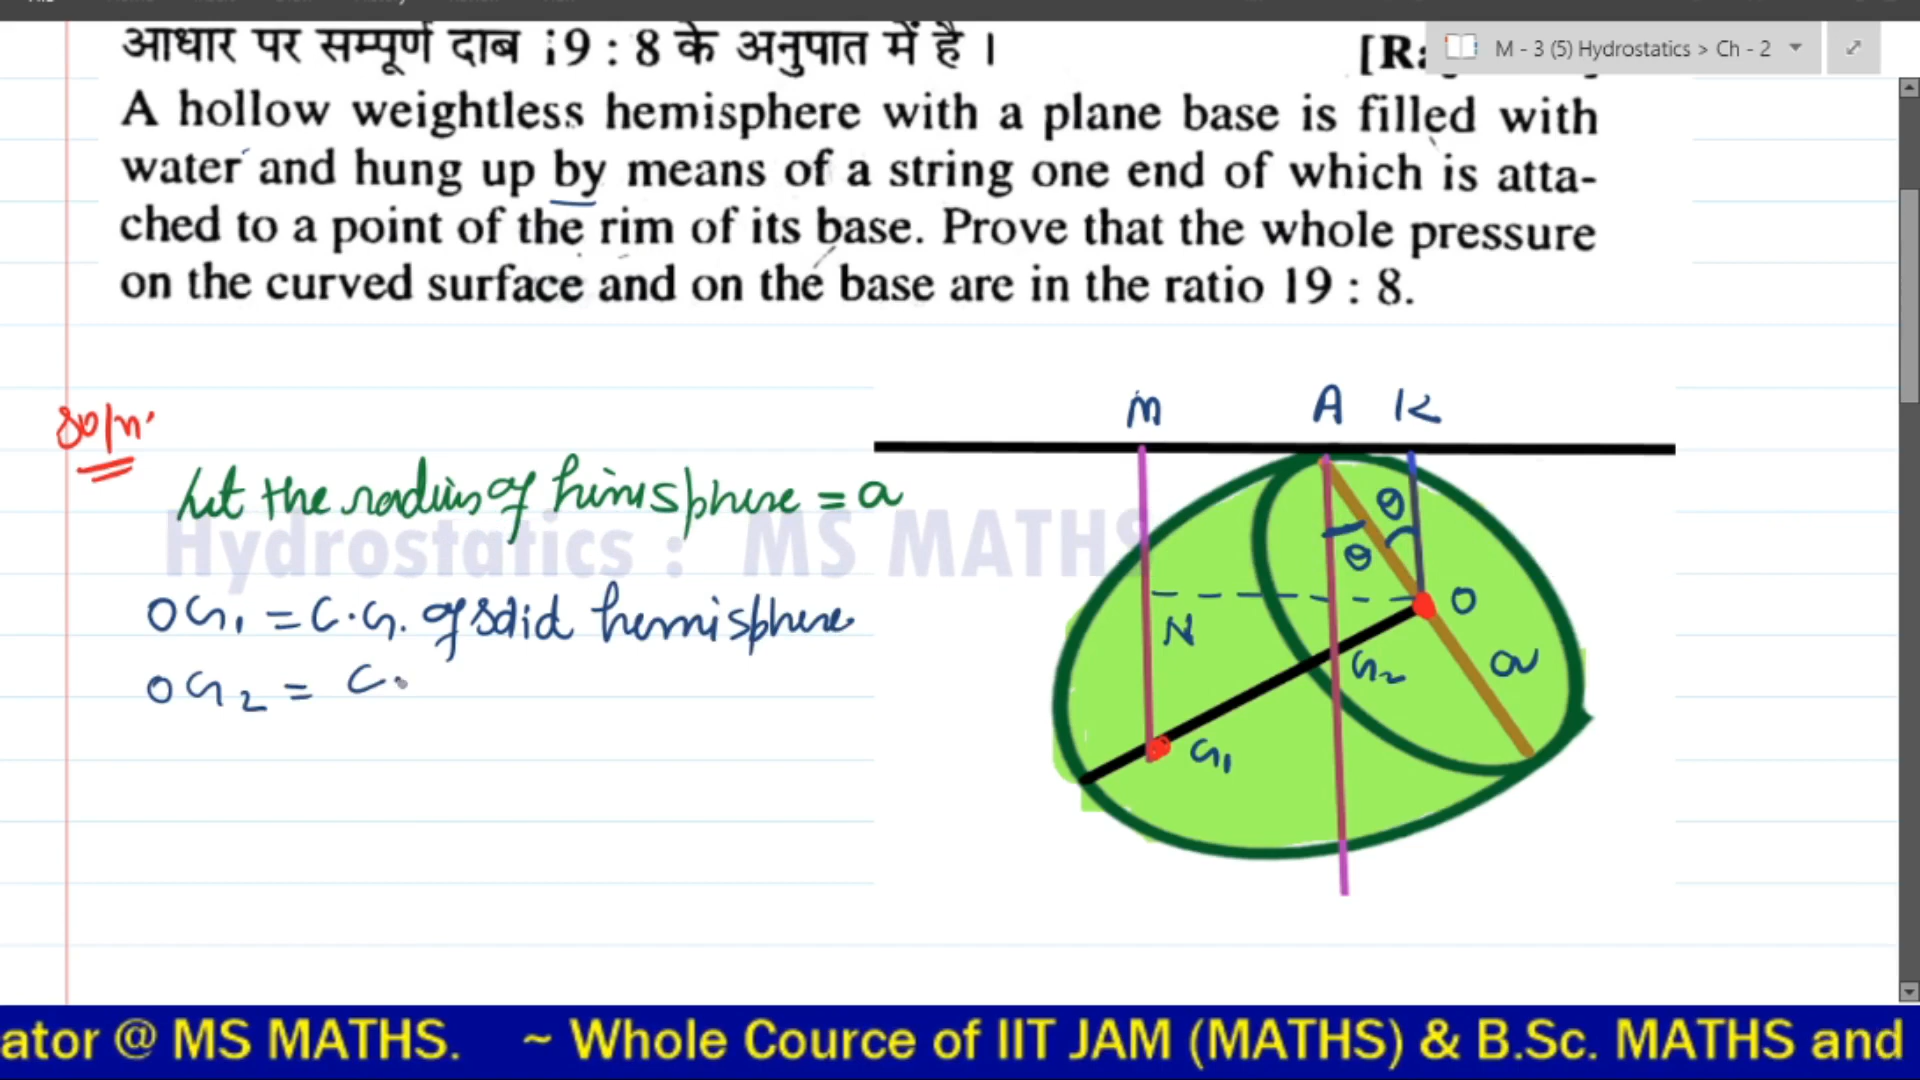 M - 3 (5) Hydrostatics > Ch - 2
आधार पर सम्पूर्ण दाब 19 : 8 के अनुपात में है ।
A hollow weightless hemisphere with a plane base is filled with
water and hung up by means of a string one end of which is atta-
ched to a point of the rim of its base. Prove that the whole pressure
on the curved surface and on the base are in the ratio 19 : 8.
Soln.
M A K
Let the radius of himisphere = a
Hydrostatics : MS MATHS
θ
θ
OG₁ = C.G. of solid hemisphere
O
N
G₂ a
OG₂ = C.
G₁
ator @ MS MATHS. ~ Whole Cource of IIT JAM (MATHS) & B.Sc. MATHS and